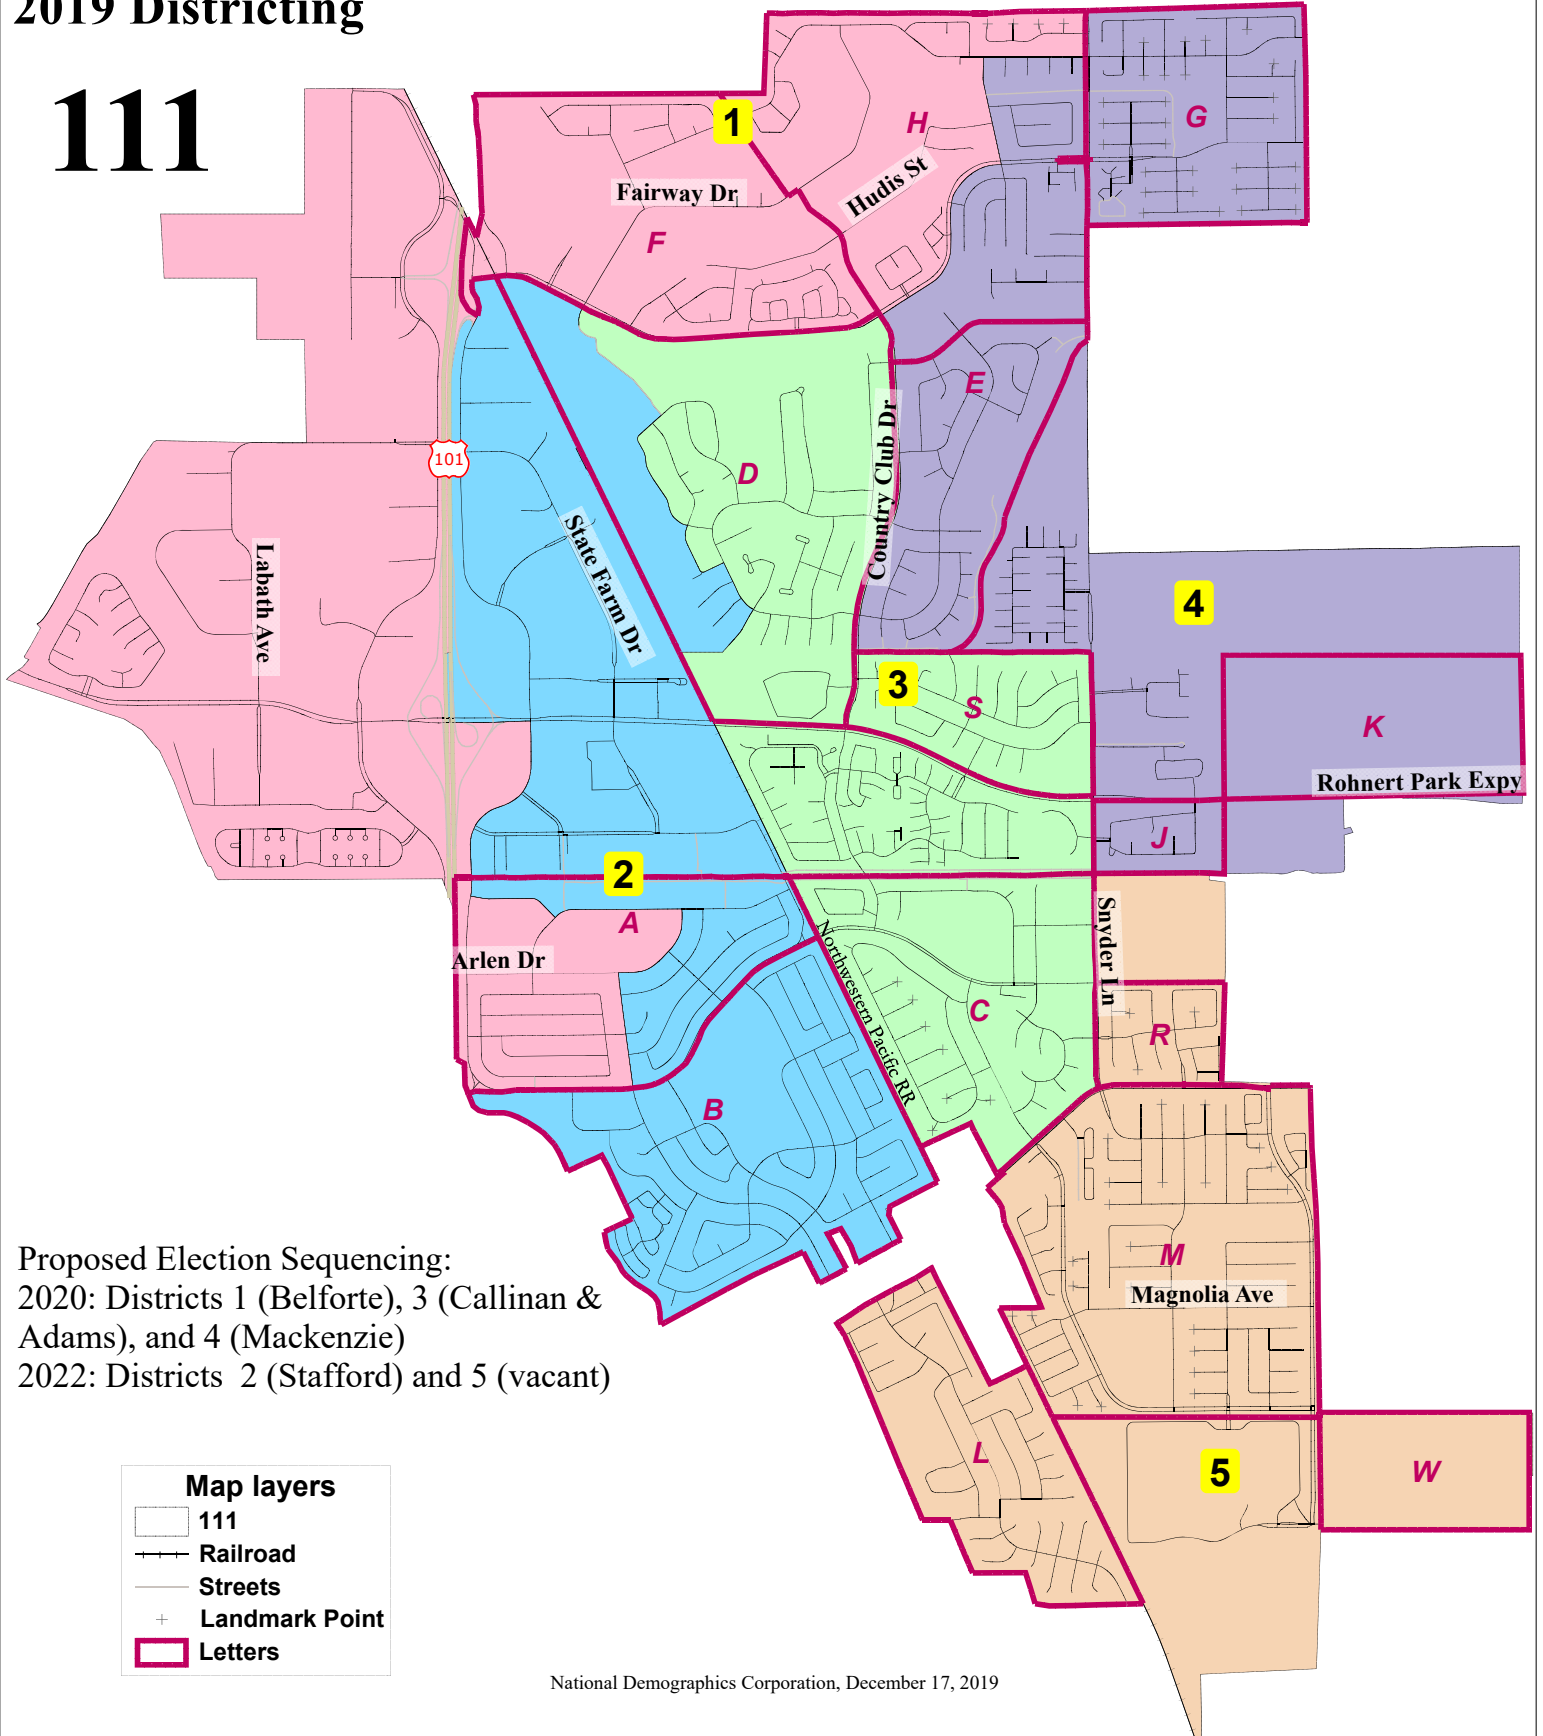 2019 Districting
111
1
H
G
Fairway Dr
Hudis St
F
E
101
D
Country Club Dr
State Farm Dr
Labath Ave
4
3
S
K
Rohnert Park Expy
J
2
A
Arlen Dr
Snyder Ln
Northwestern Pacific RR
C
R
B
M
Magnolia Ave
Proposed Election Sequencing:
2020: Districts 1 (Belforte), 3 (Callinan &
Adams), and 4 (Mackenzie)
2022: Districts 2 (Stafford) and 5 (vacant)
L
5
W
Map layers
111
Railroad
Streets
Landmark Point
Letters
National Demographics Corporation, December 17, 2019